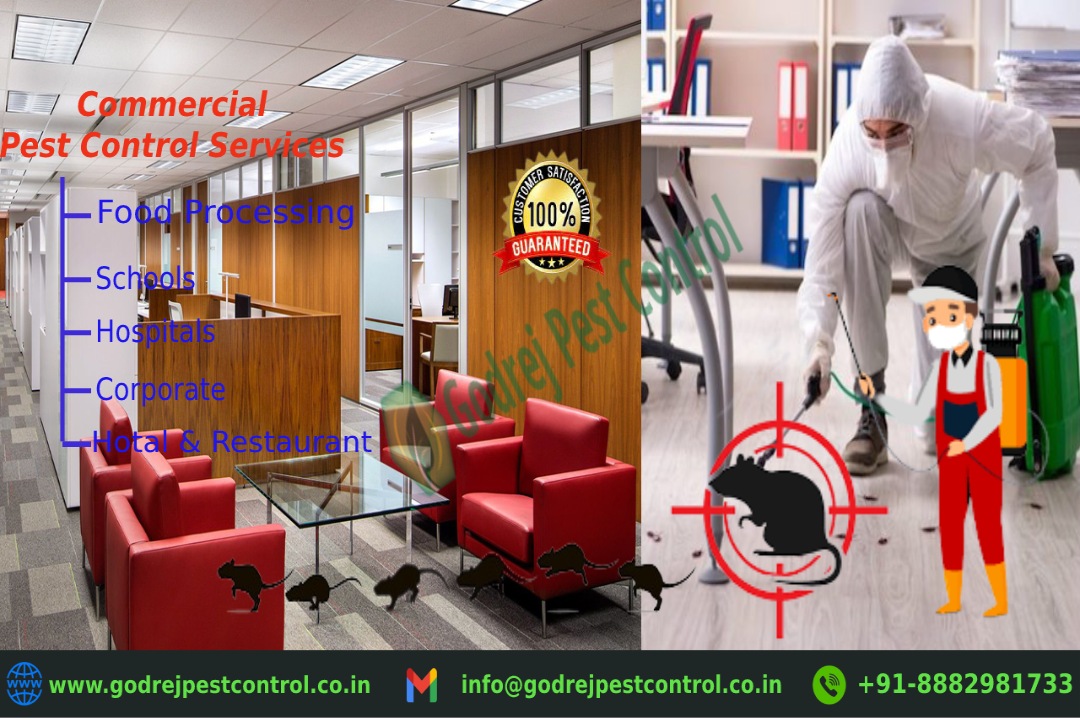 Commercial
Pest Control Services
Food Processing
Schools
Hospitals
Corporate
Hotal & Restaurant
CUSTOMER SATISFACTION
100%
GUARANTEED
Godrej Pest Control
www.godrejpestcontrol.co.in
info@godrejpestcontrol.co.in
+91-8882981733